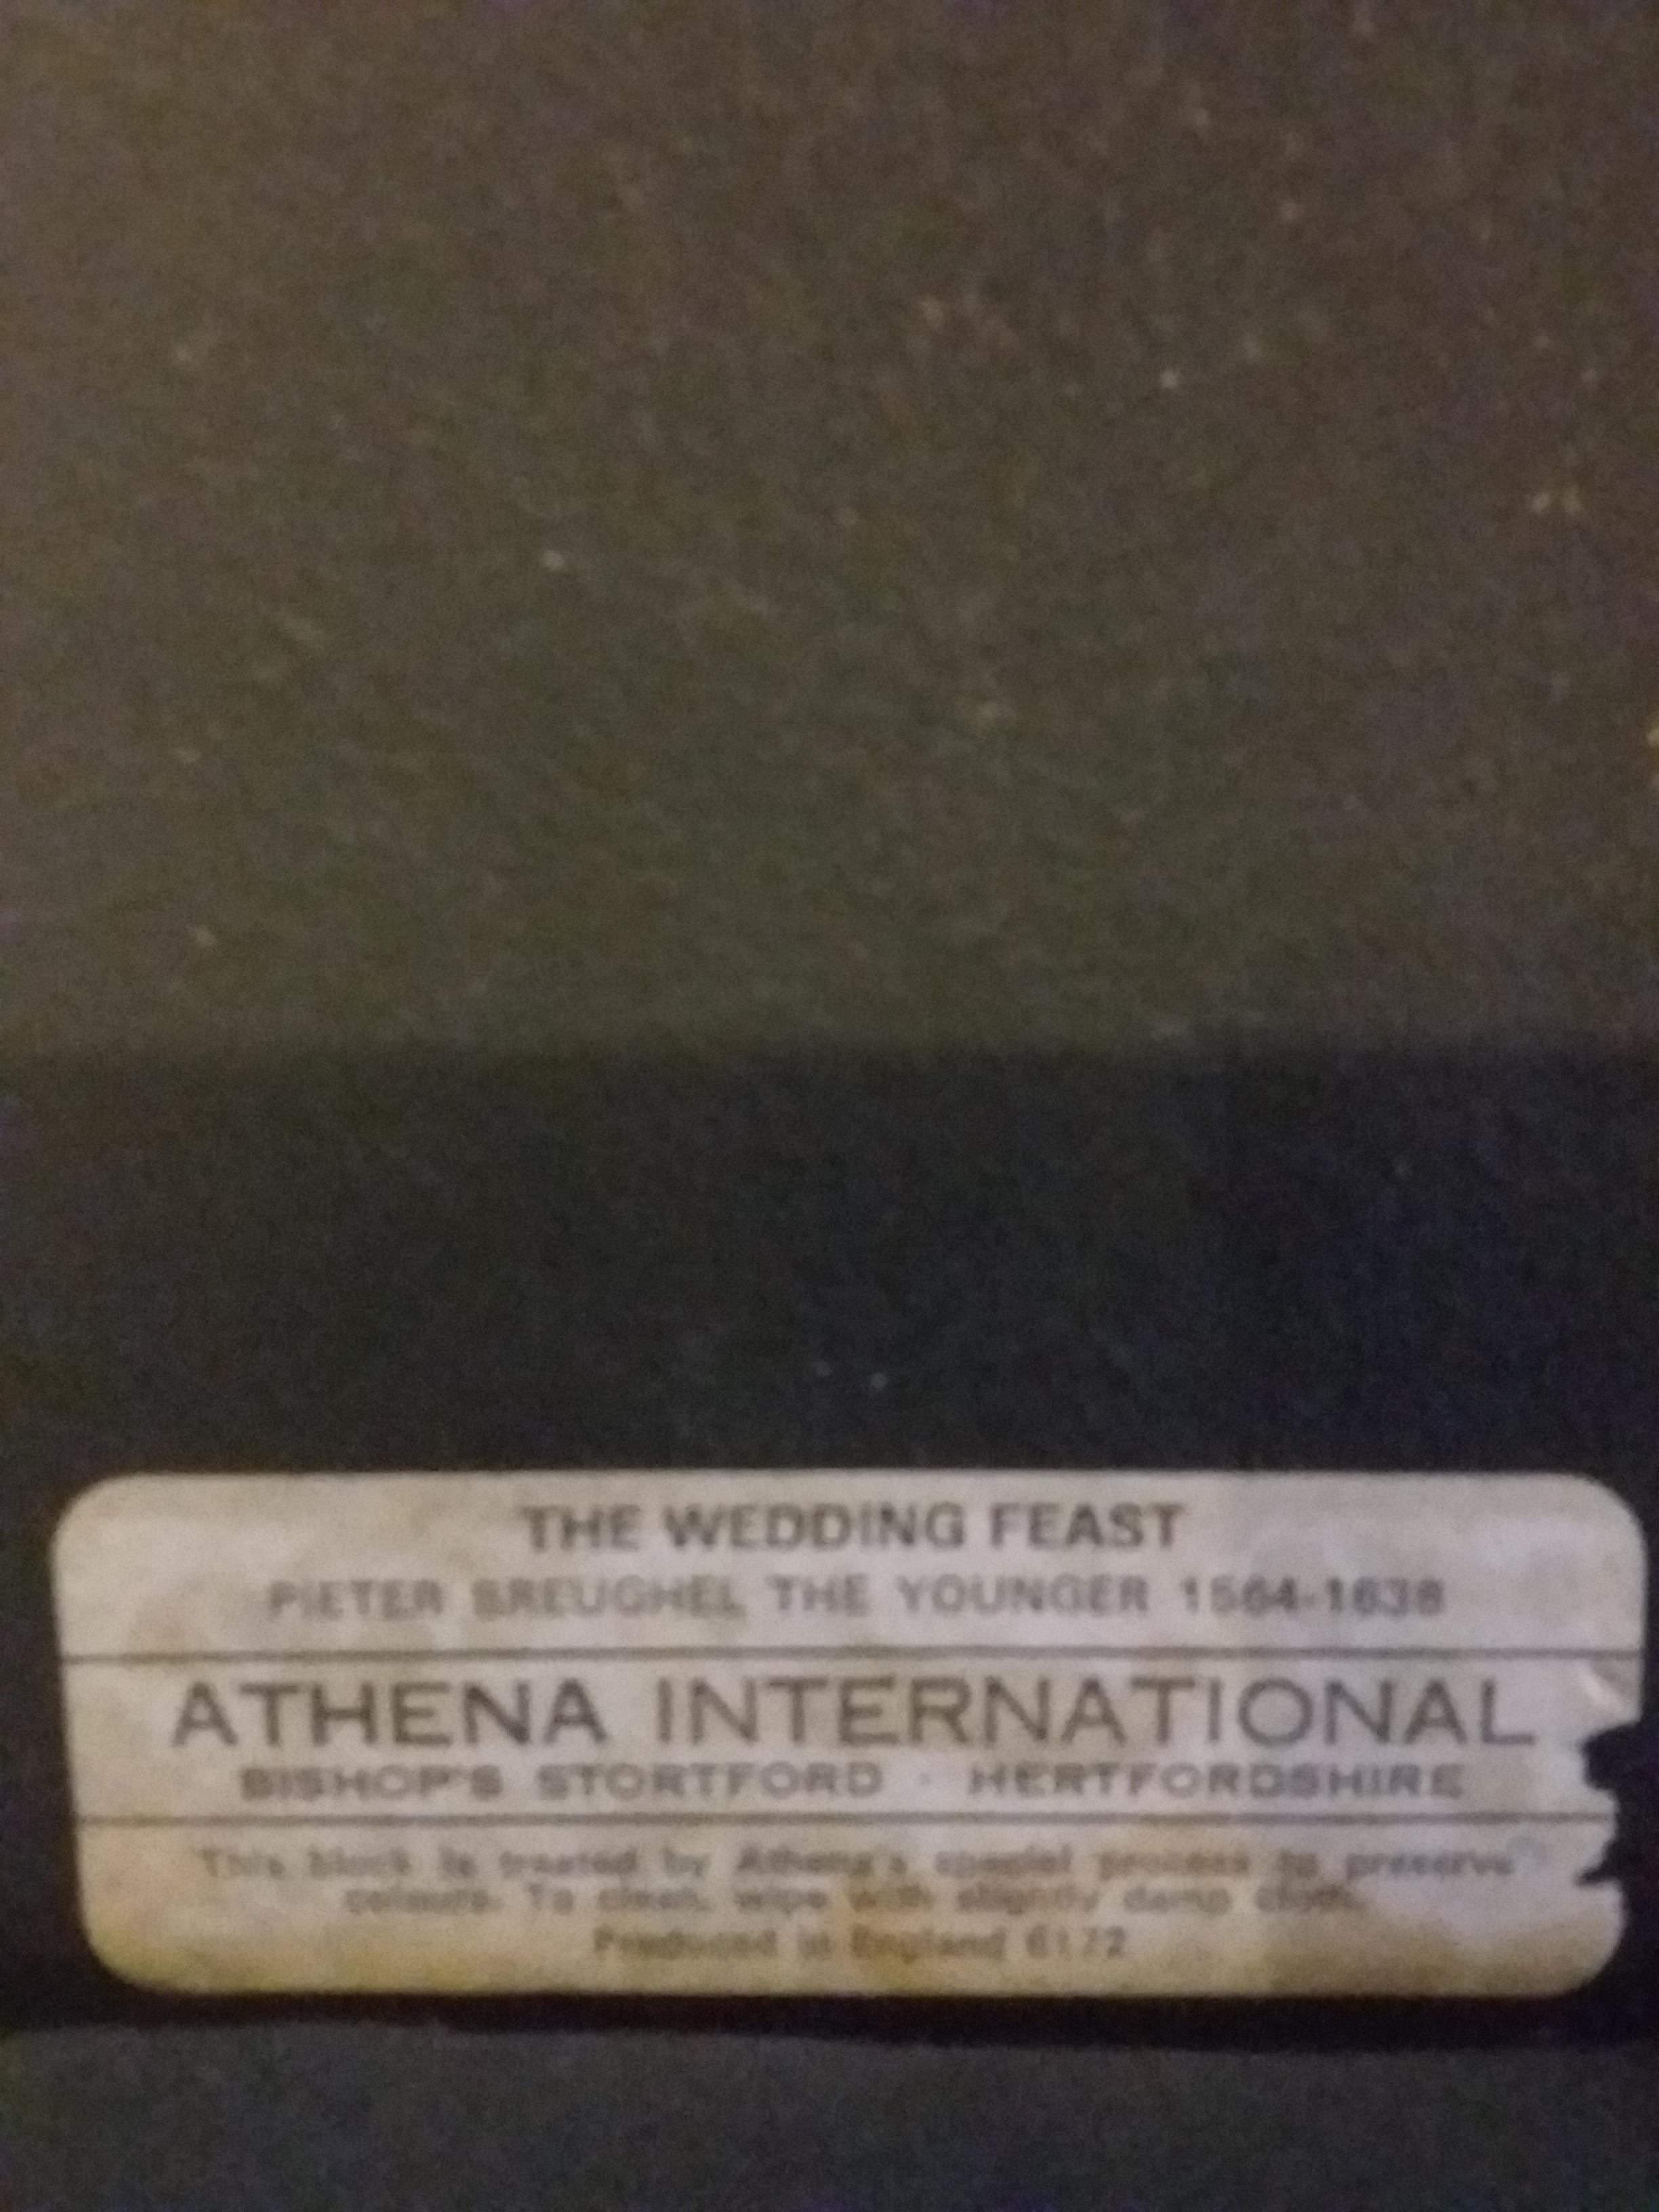 THE WEDDING FEAST
PIETER BREUGHEL THE YOUNGER 1564-1638
ATHENA INTERNATIONAL
BISHOP'S STORTFORD · HERTFORDSHIRE
This block is treated by Athena's special process to preserve
colours. To clean, wipe with slightly damp cloth.
Produced in England 6172